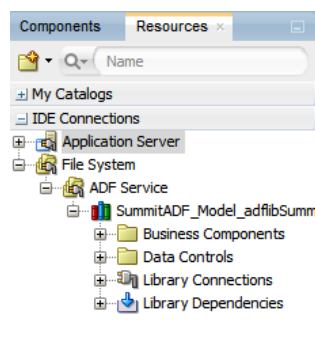 Components Resources
Name
My Catalogs
IDE Connections
Application Server
File System
ADF Service
SummitADF_Model_adflibSumm
Business Components
Data Controls
Library Connections
Library Dependencies